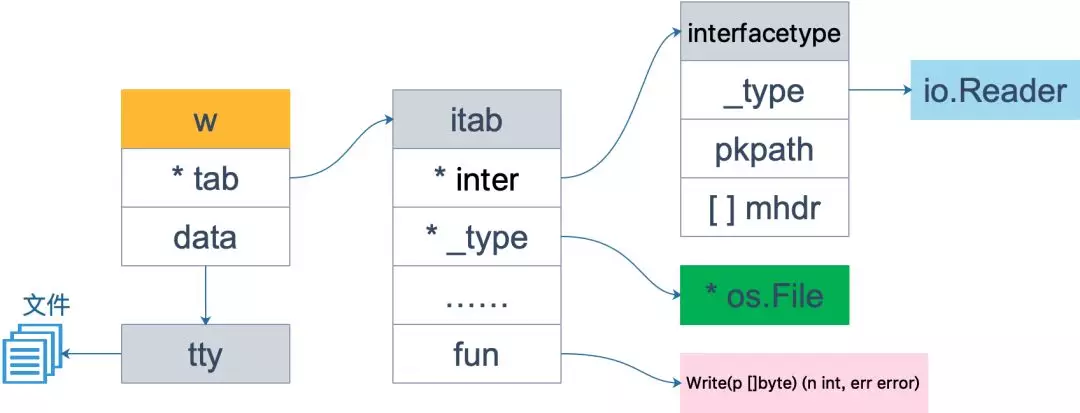 w
* tab
data
文件
tty
itab
* inter
* _type
......
fun
interfacetype
_type
pkpath
[ ] mhdr
io.Reader
* os.File
Write(p []byte) (n int, err error)